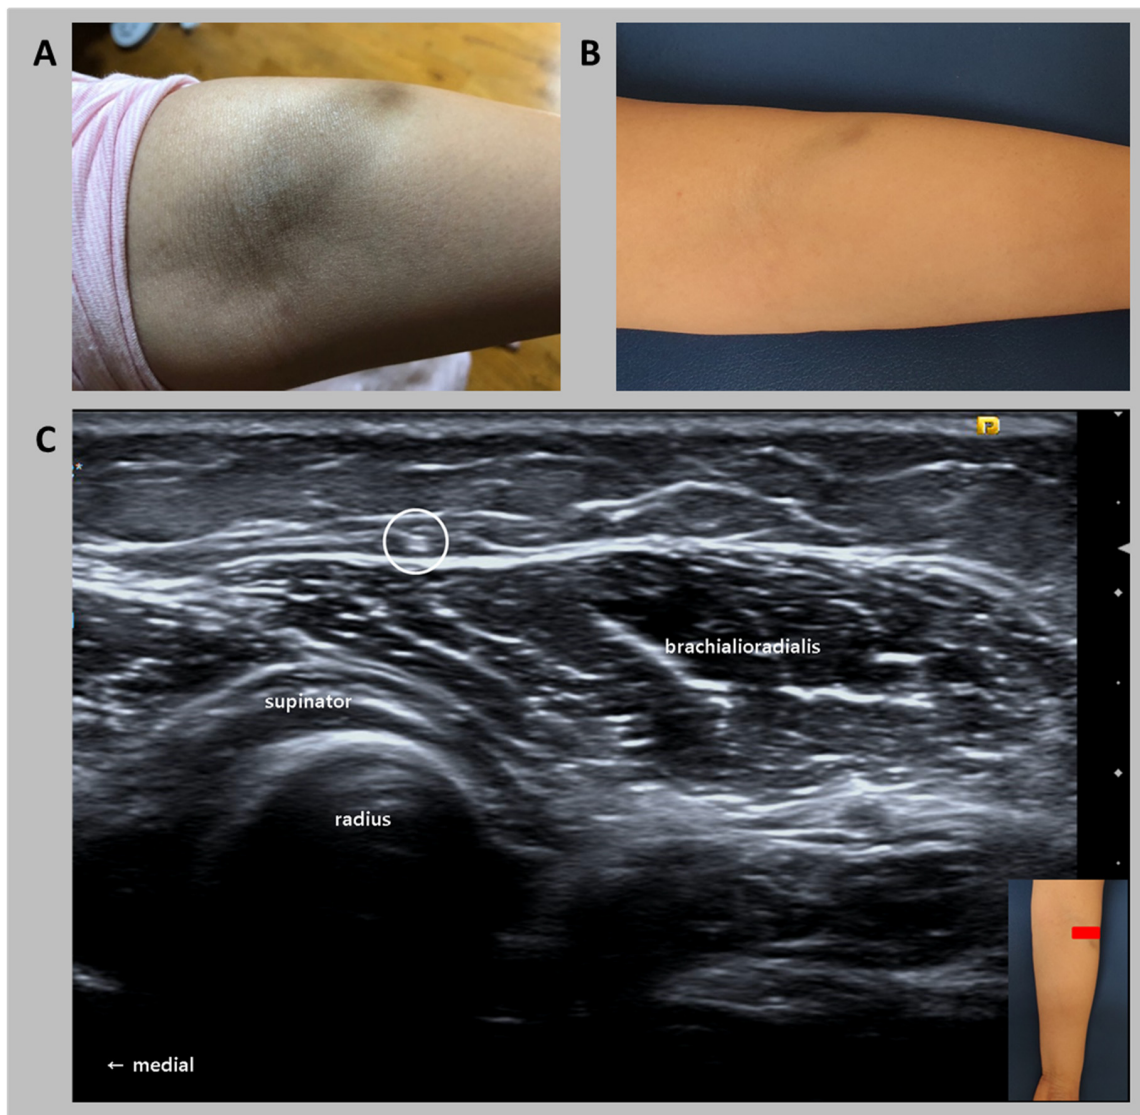 A
B
C
P
brachialioradialis
supinator
radius
← medial